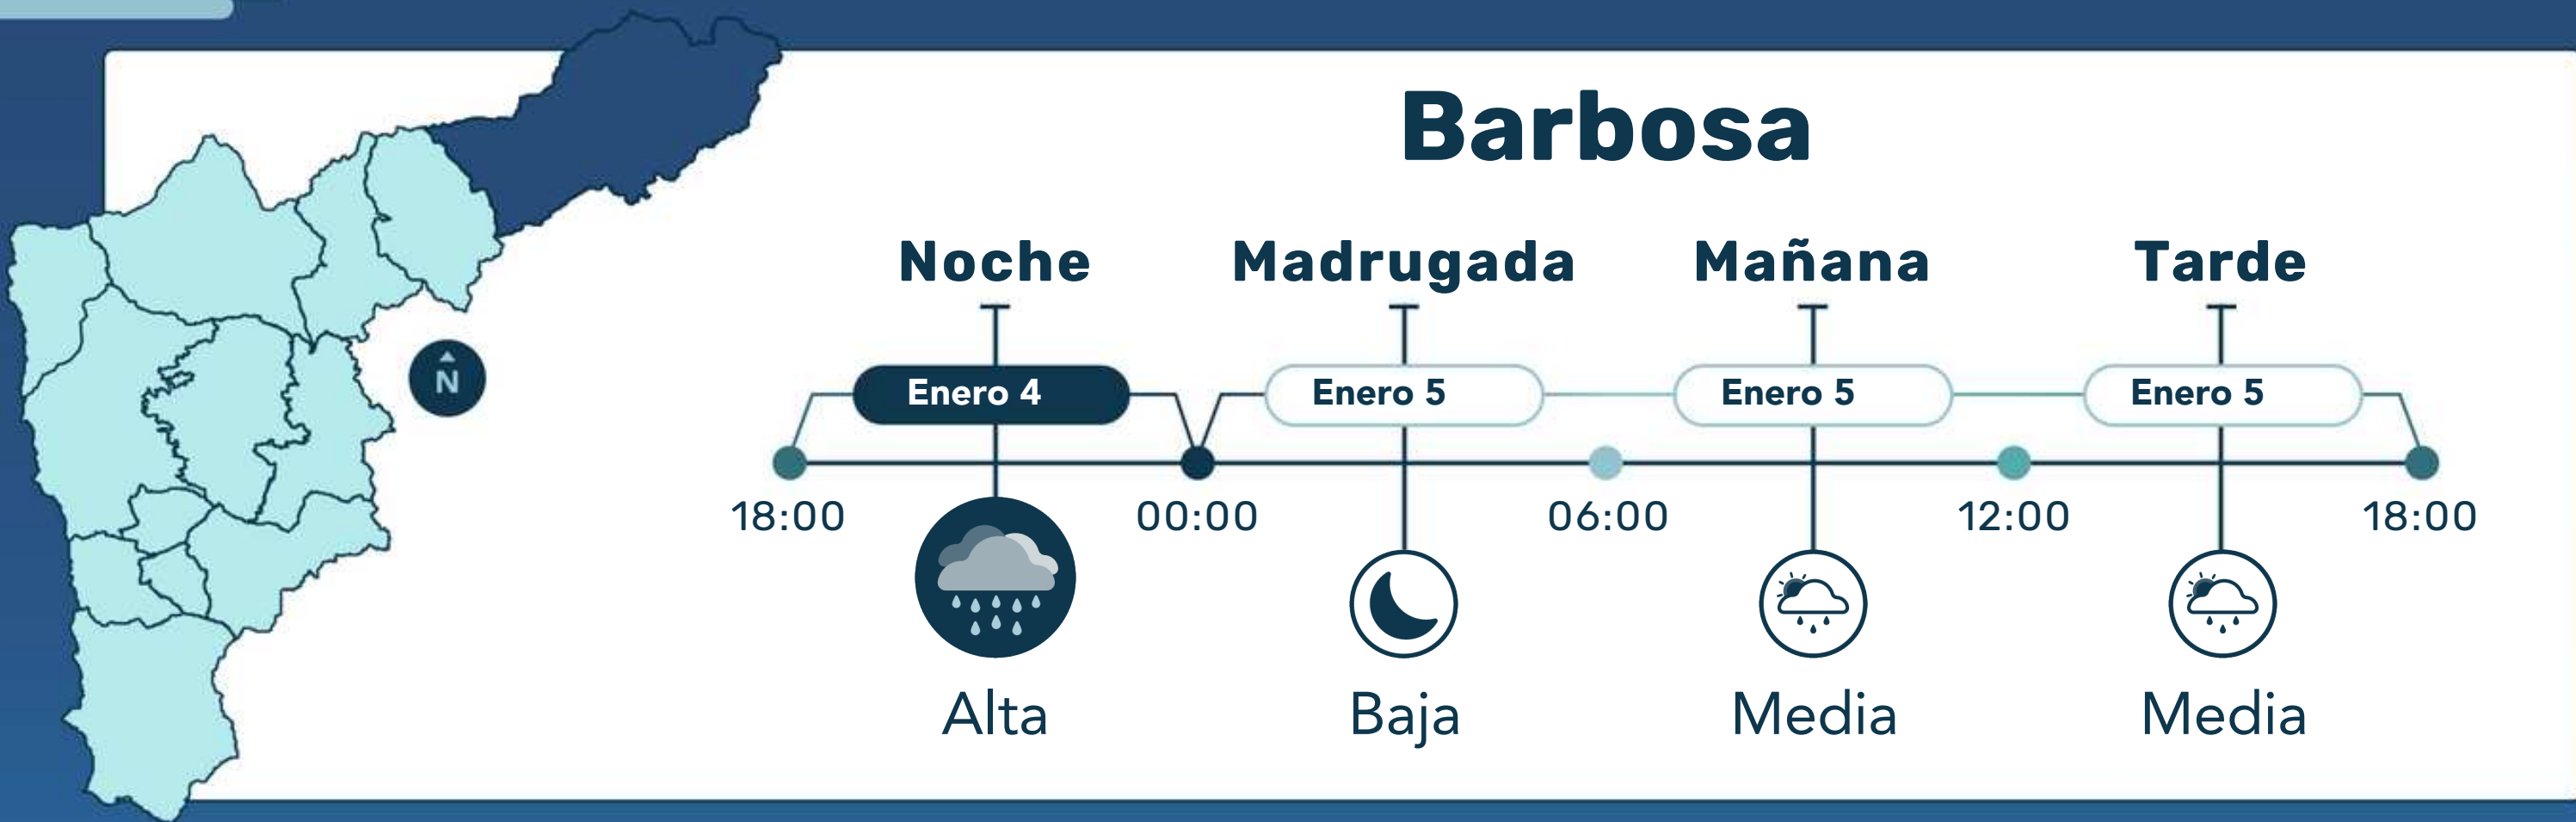 Barbosa
Noche Madrugada Mañana Tarde
N
Enero 4 Enero 5 Enero 5 Enero 5
18:00 00:00 06:00 12:00 18:00
Alta Baja Media Media